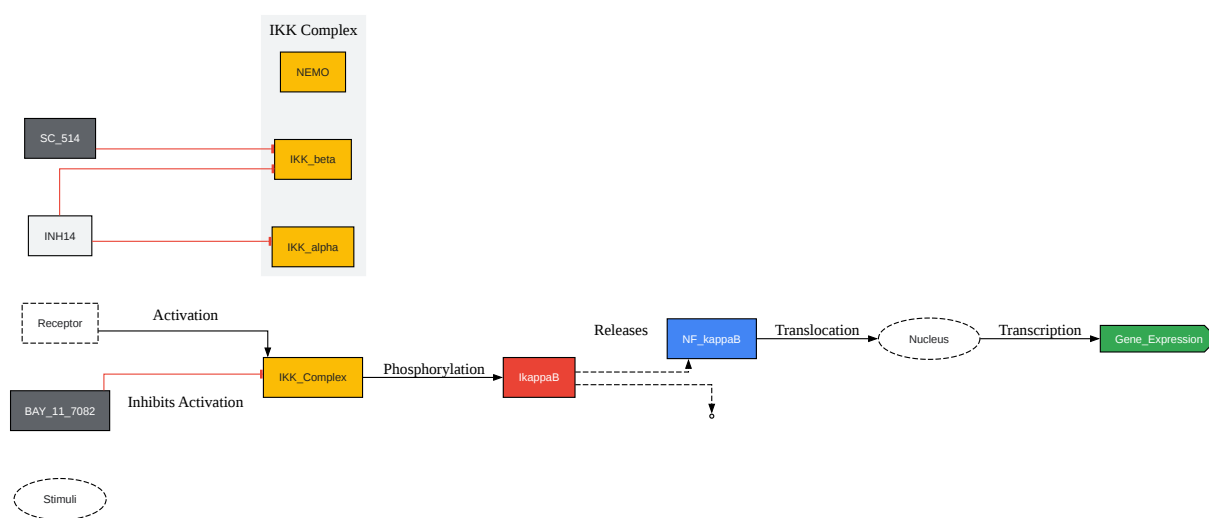 IKK Complex
NEMO
SC_514
IKK_beta
INH14
IKK_alpha
Receptor
Activation
Releases
NF_kappaB
Translocation
Nucleus
Transcription
Gene_Expression
IKK_Complex
Phosphorylation
IkappaB
BAY_11_7082
Inhibits Activation
Stimuli